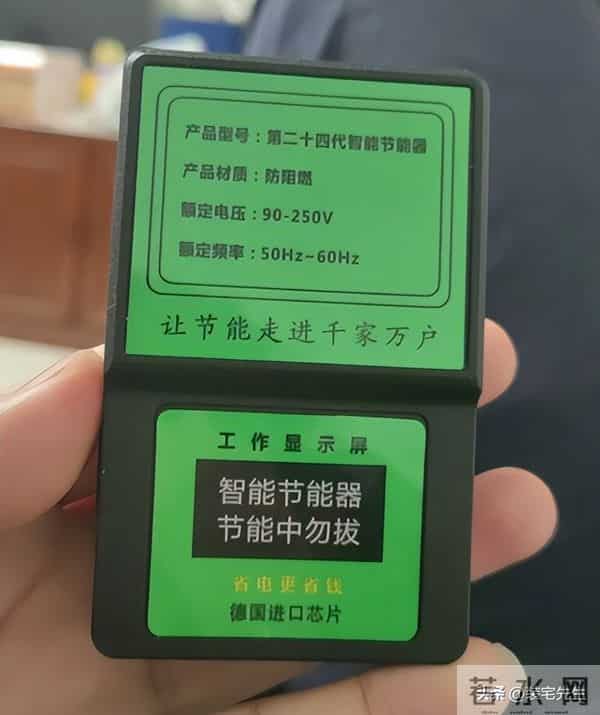 产品型号：第二十四代智能节能器
产品材质：防阻燃
额定电压：90-250V
额定频率：50Hz~60Hz
让节能走进千家万户
工作显示屏
智能节能器
节能中勿拔
省电更省钱
德国进口芯片
头条